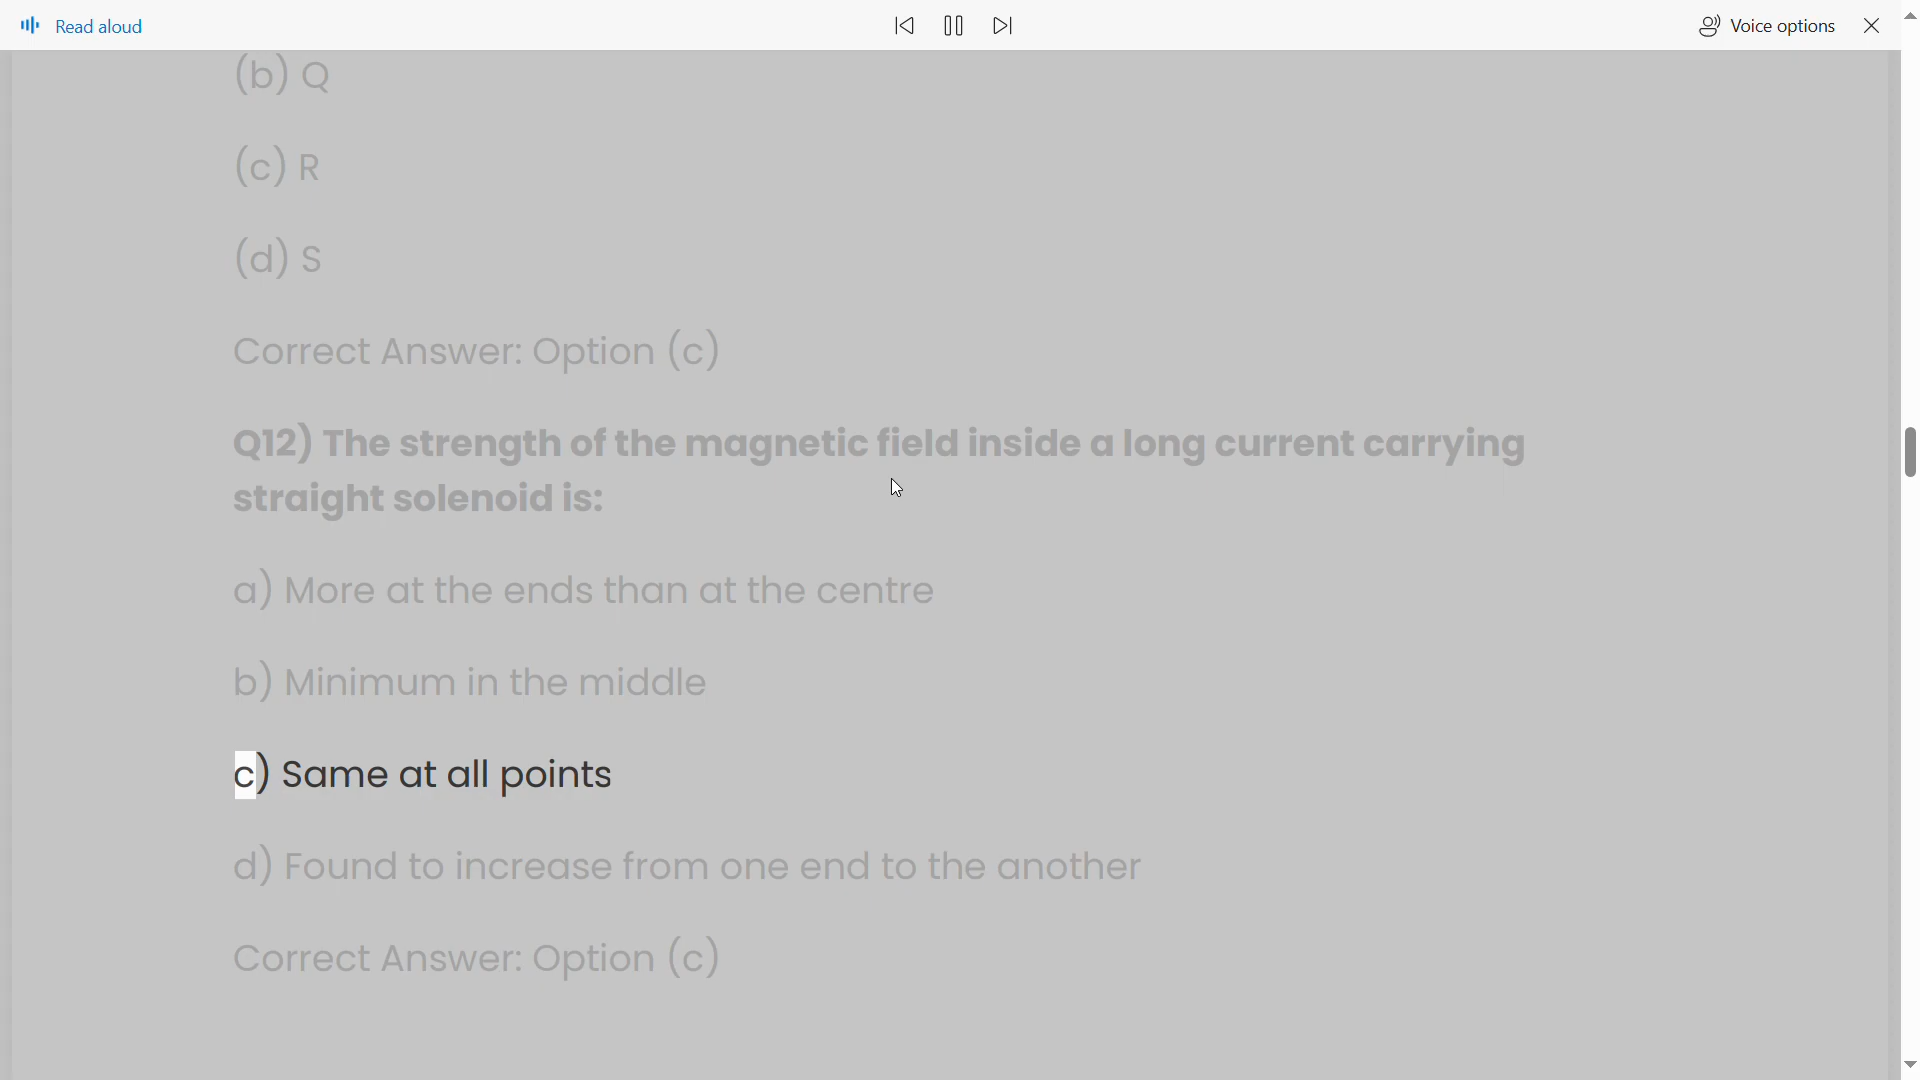 Read aloud
Voice options
(b) Q
(c) R
(d) S
Correct Answer: Option (c)
Q12) The strength of the magnetic field inside a long current carrying
straight solenoid is:
a) More at the ends than at the centre
b) Minimum in the middle
c) Same at all points
d) Found to increase from one end to the another
Correct Answer: Option (c)